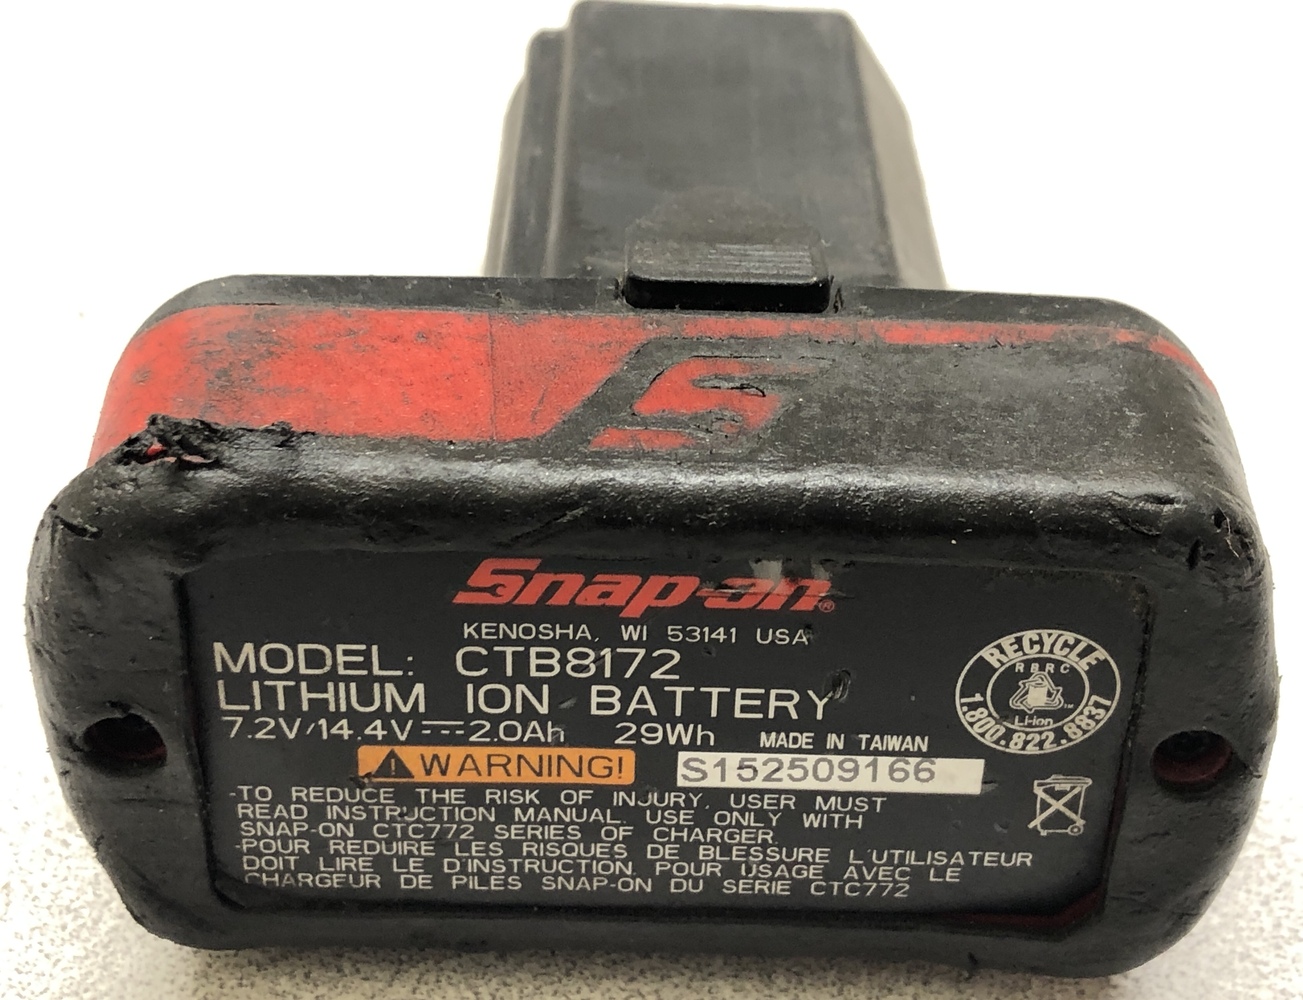 S
Snap-on®
KENOSHA, WI 53141 USA
MODEL: CTB8172
LITHIUM ION BATTERY
7.2V/14.4V⎓2.0Ah 29Wh MADE IN TAIWAN
⚠WARNING! S152509166
-TO REDUCE THE RISK OF INJURY, USER MUST
READ INSTRUCTION MANUAL. USE ONLY WITH
SNAP-ON CTC772 SERIES OF CHARGER.
-POUR REDUIRE LES RISQUES DE BLESSURE L'UTILISATEUR
DOIT LIRE LE D'INSTRUCTION. POUR USAGE AVEC LE
CHARGEUR DE PILES SNAP-ON DU SERIE CTC772
RECYCLE
RBRC
Li-ion
1.800.822.8837